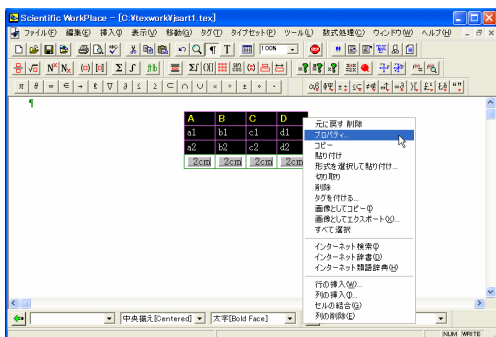 Scientific WorkPlace - [C:¥texwork¥jsart1.tex]
ファイル(F) 編集(E) 挿入(I) 表示(V) 移動(G) タグ(T) タイプセット(P) ツール(L) 数式処理(C) ウィンドウ(W) ヘルプ(H)
100%
A B C D
a1 b1 c1 d1
a2 b2 c2 d2
2cm 2cm 2cm 2cm
元に戻す 削除
プロパティ...
コピー
貼り付け
形式を選択して貼り付け...
切り取り
削除
タグを付ける...
画像としてコピー(I)
画像としてエクスポート(X)...
すべて選択
インターネット検索(I)
インターネット辞書(D)
インターネット類語辞典(H)
行の挿入(W)...
列の挿入(I)...
セルの結合(G)
列の削除(E)
中央揃え[Centered] 太字[Bold Face]
NUM WRITE